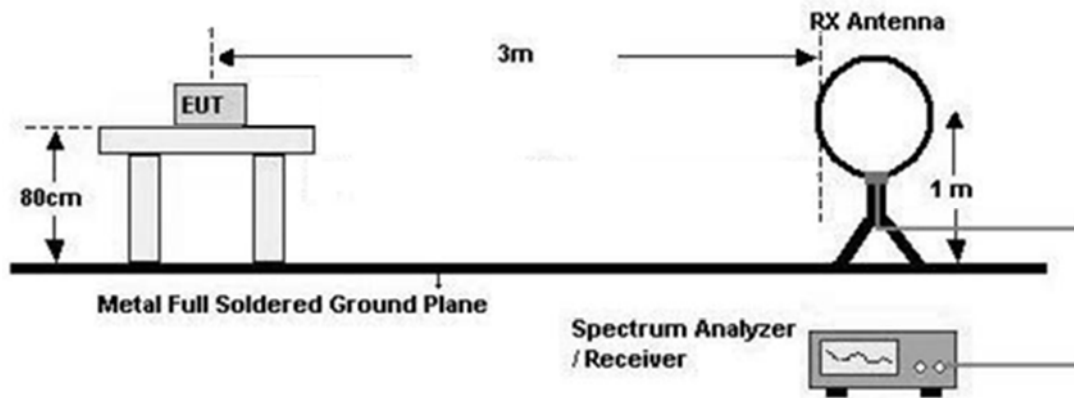 RX Antenna
3m
EUT
80cm
1 m
Metal Full Soldered Ground Plane
Spectrum Analyzer
/ Receiver